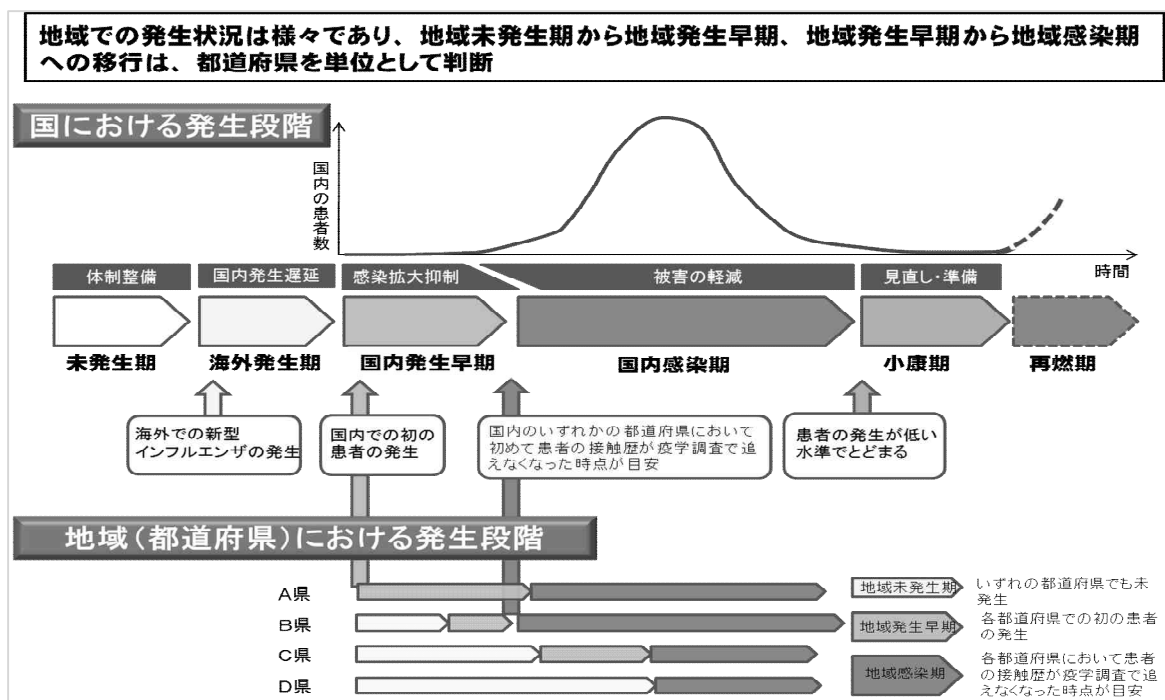 地域での発生状況は様々であり、地域未発生期から地域発生早期、地域発生早期から地域感染期
への移行は、都道府県を単位として判断
国における発生段階
国内の患者数
時間
体制整備
国内発生遅延
感染拡大抑制
被害の軽減
見直し・準備
未発生期
海外発生期
国内発生早期
国内感染期
小康期
再燃期
海外での新型
インフルエンザの発生
国内での初の
患者の発生
国内のいずれかの都道府県において
初めて患者の接触歴が疫学調査で追
えなくなった時点が目安
患者の発生が低い
水準でとどまる
地域(都道府県)における発生段階
A県
B県
C県
D県
地域未発生期
いずれの都道府県でも未
発生
地域発生早期
各都道府県での初の患者
の発生
地域感染期
各都道府県において患者
の接触歴が疫学調査で追
えなくなった時点が目安